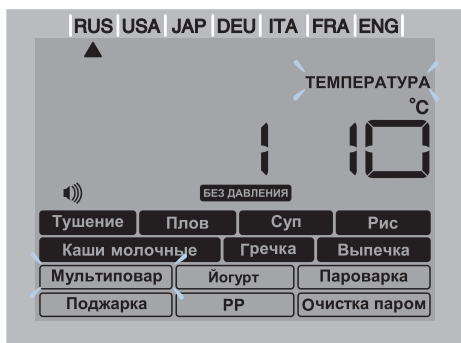 RUS USA JAP DEU ITA FRA ENG
ТЕМПЕРАТУРА
°C
1 10
БЕЗ ДАВЛЕНИЯ
Тушение Плов Суп Рис
Каши молочные Гречка Выпечка
Мультиповар Йогурт Пароварка
Поджарка РР Очистка паром